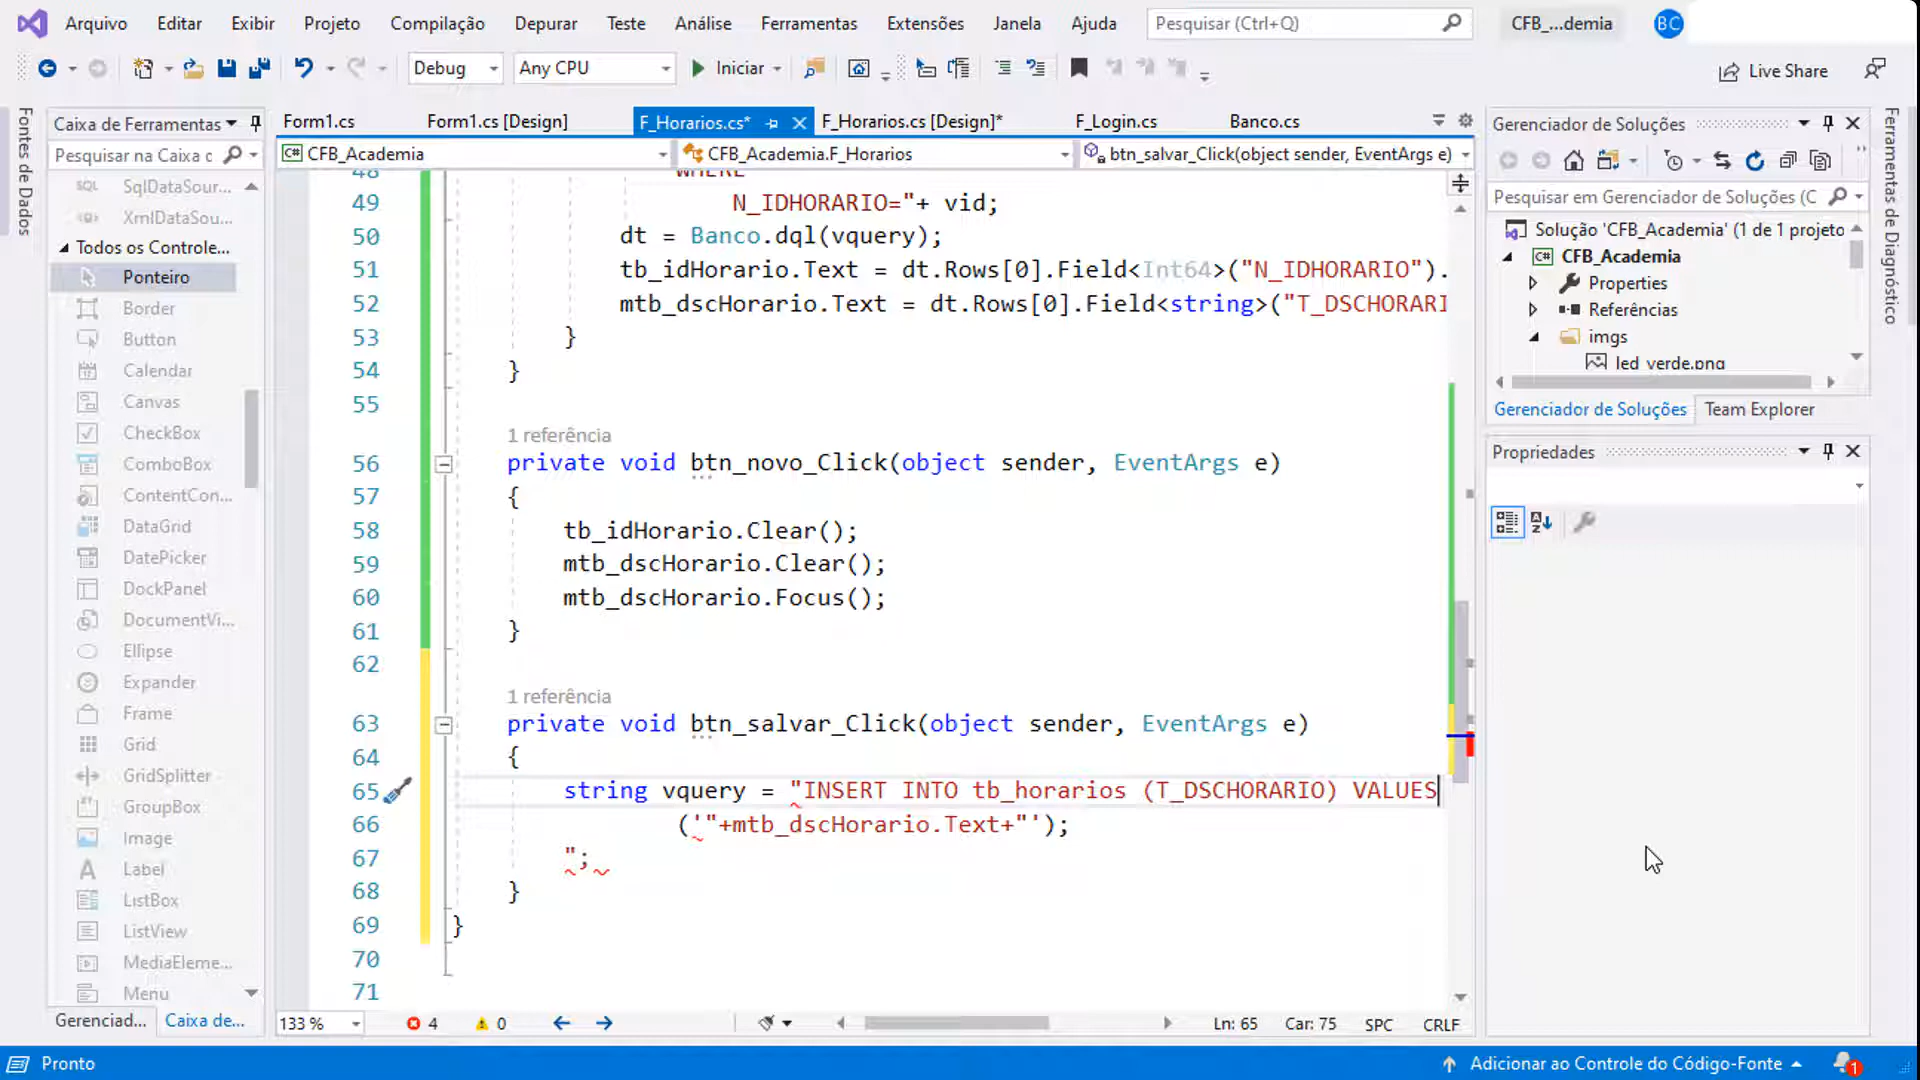 Arquivo Editar Exibir Projeto Compilação Depurar Teste Análise Ferramentas Extensões Janela Ajuda Pesquisar (Ctrl+Q) CFB_...demia BC
Debug Any CPU Iniciar Live Share
Fontes de Dados
Caixa de Ferramentas
Pesquisar na Caixa c
SQL SqlDataSour...
XmlDataSou...
Todos os Controle...
Ponteiro
Border
Button
Calendar
Canvas
CheckBox
ComboBox
ContentCon...
DataGrid
DatePicker
DockPanel
DocumentVi...
Ellipse
Expander
Frame
Grid
GridSplitter
GroupBox
Image
Label
ListBox
ListView
MediaEleme...
Menu
Gerenciad... Caixa de...
Form1.cs Form1.cs [Design] F_Horarios.cs* F_Horarios.cs [Design]* F_Login.cs Banco.cs
C# CFB_Academia CFB_Academia.F_Horarios btn_salvar_Click(object sender, EventArgs e)
48 WHERE
49 N_IDHORARIO="+ vid;
50 dt = Banco.dql(vquery);
51 tb_idHorario.Text = dt.Rows[0].Field<Int64>("N_IDHORARIO").
52 mtb_dscHorario.Text = dt.Rows[0].Field<string>("T_DSCHORARI
53 }
54 }
55
1 referência
56 private void btn_novo_Click(object sender, EventArgs e)
57 {
58 tb_idHorario.Clear();
59 mtb_dscHorario.Clear();
60 mtb_dscHorario.Focus();
61 }
62
1 referência
63 private void btn_salvar_Click(object sender, EventArgs e)
64 {
65 string vquery = "INSERT INTO tb_horarios (T_DSCHORARIO) VALUES
66 ('"+mtb_dscHorario.Text+"');
67 ";
68 }
69 }
70
71
133 % 4 0 Ln: 65 Car: 75 SPC CRLF
Gerenciador de Soluções
Pesquisar em Gerenciador de Soluções (C
Solução 'CFB_Academia' (1 de 1 projeto
C# CFB_Academia
Properties
Referências
imgs
led_verde.png
Gerenciador de Soluções Team Explorer
Propriedades
Ferramentas de Diagnóstico
Pronto Adicionar ao Controle do Código-Fonte 1